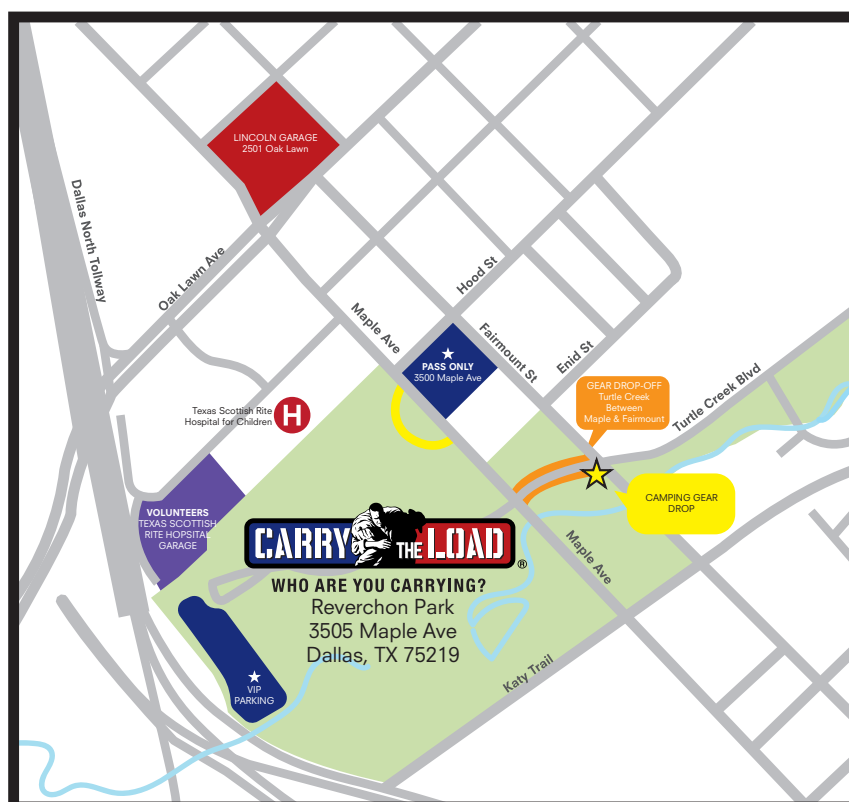 LINCOLN GARAGE
2501 Oak Lawn
Dallas North Tollway
Oak Lawn Ave
Hood St
Maple Ave
Fairmount St
Enid St
PASS ONLY
3500 Maple Ave
GEAR DROP-OFF
Turtle Creek
Between
Maple & Fairmount
Turtle Creek Blvd
Texas Scottish Rite
Hospital for Children
H
CAMPING GEAR
DROP
VOLUNTEERS
TEXAS SCOTTISH
RITE HOPSITAL
GARAGE
CARRY THE LOAD®
WHO ARE YOU CARRYING?
Reverchon Park
3505 Maple Ave
Dallas, TX 75219
Maple Ave
Katy Trail
VIP
PARKING